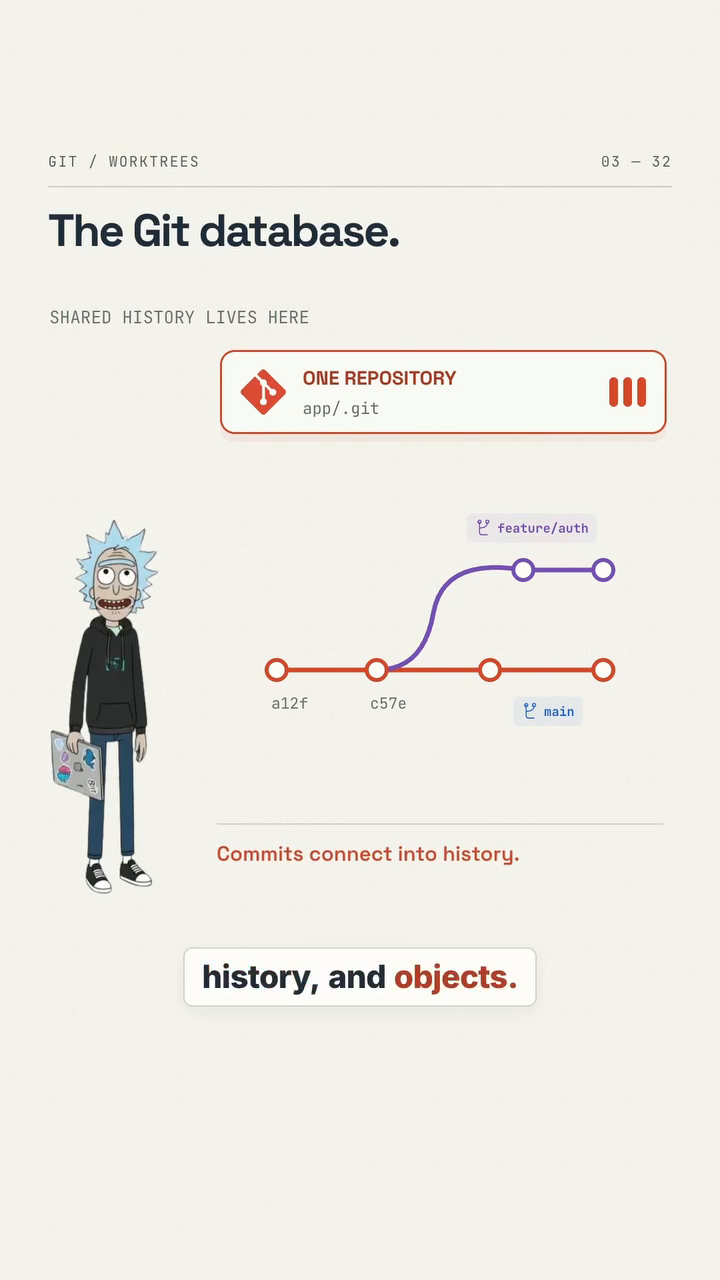 GIT / WORKTREES
03 — 32
The Git database.
SHARED HISTORY LIVES HERE
ONE REPOSITORY
app/.git
feature/auth
a12f
c57e
main
Commits connect into history.
history, and objects.